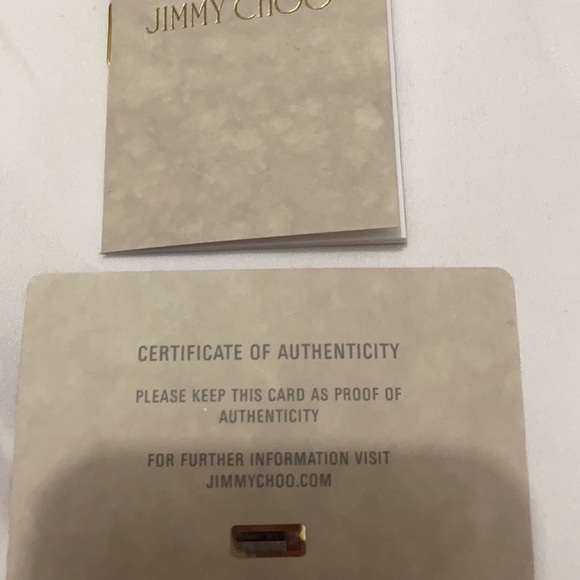 JIMMY CHOO
CERTIFICATE OF AUTHENTICITY
PLEASE KEEP THIS CARD AS PROOF OF
AUTHENTICITY
FOR FURTHER INFORMATION VISIT
JIMMYCHOO.COM